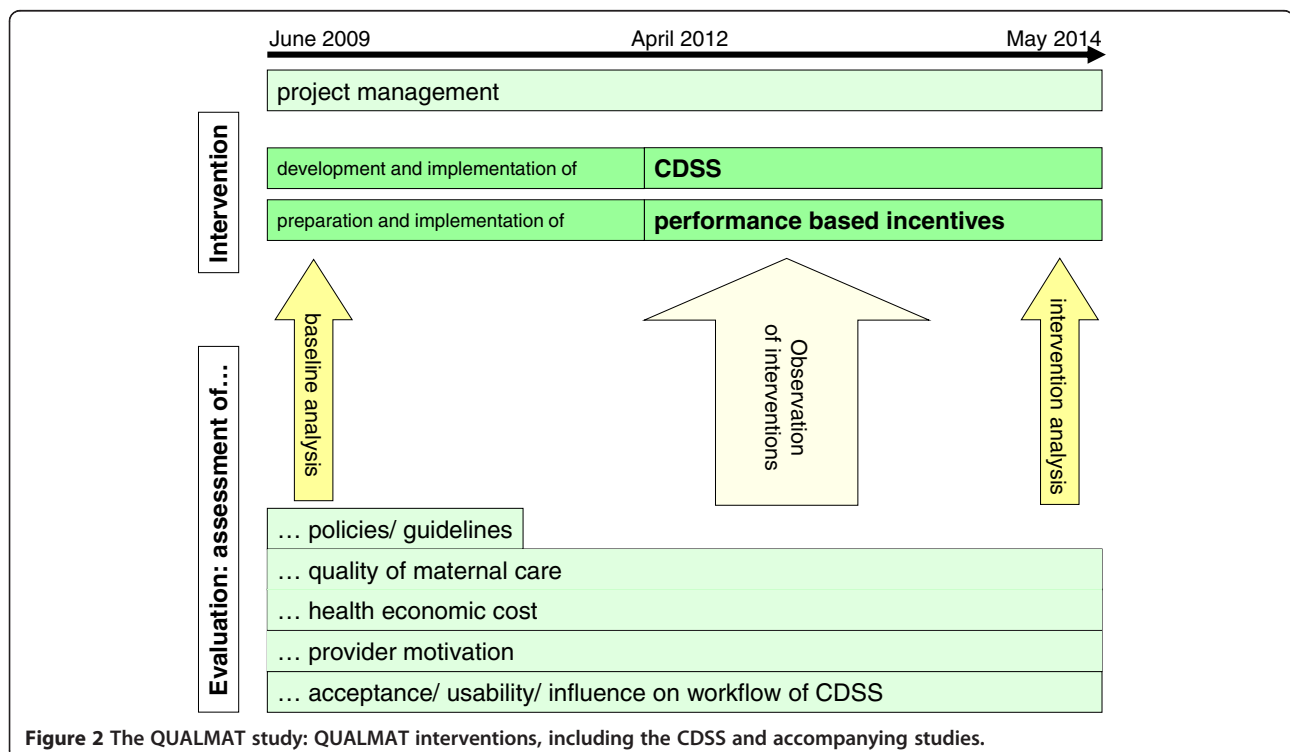 June 2009 April 2012 May 2014
project management
Intervention
development and implementation of CDSS
preparation and implementation of performance based incentives
baseline analysis
Observation
of interventions
intervention analysis
Evaluation: assessment of...
... policies/ guidelines
... quality of maternal care
... health economic cost
... provider motivation
... acceptance/ usability/ influence on workflow of CDSS
Figure 2 The QUALMAT study: QUALMAT interventions, including the CDSS and accompanying studies.